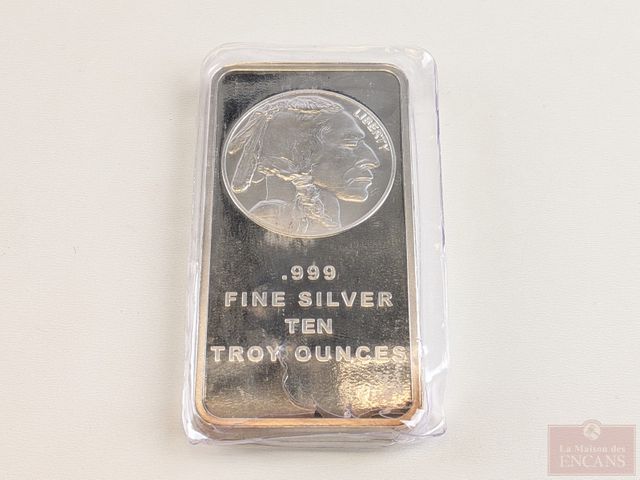 LIBERTY
.999
FINE SILVER
TEN
TROY OUNCES
La Maison des
ENCANS